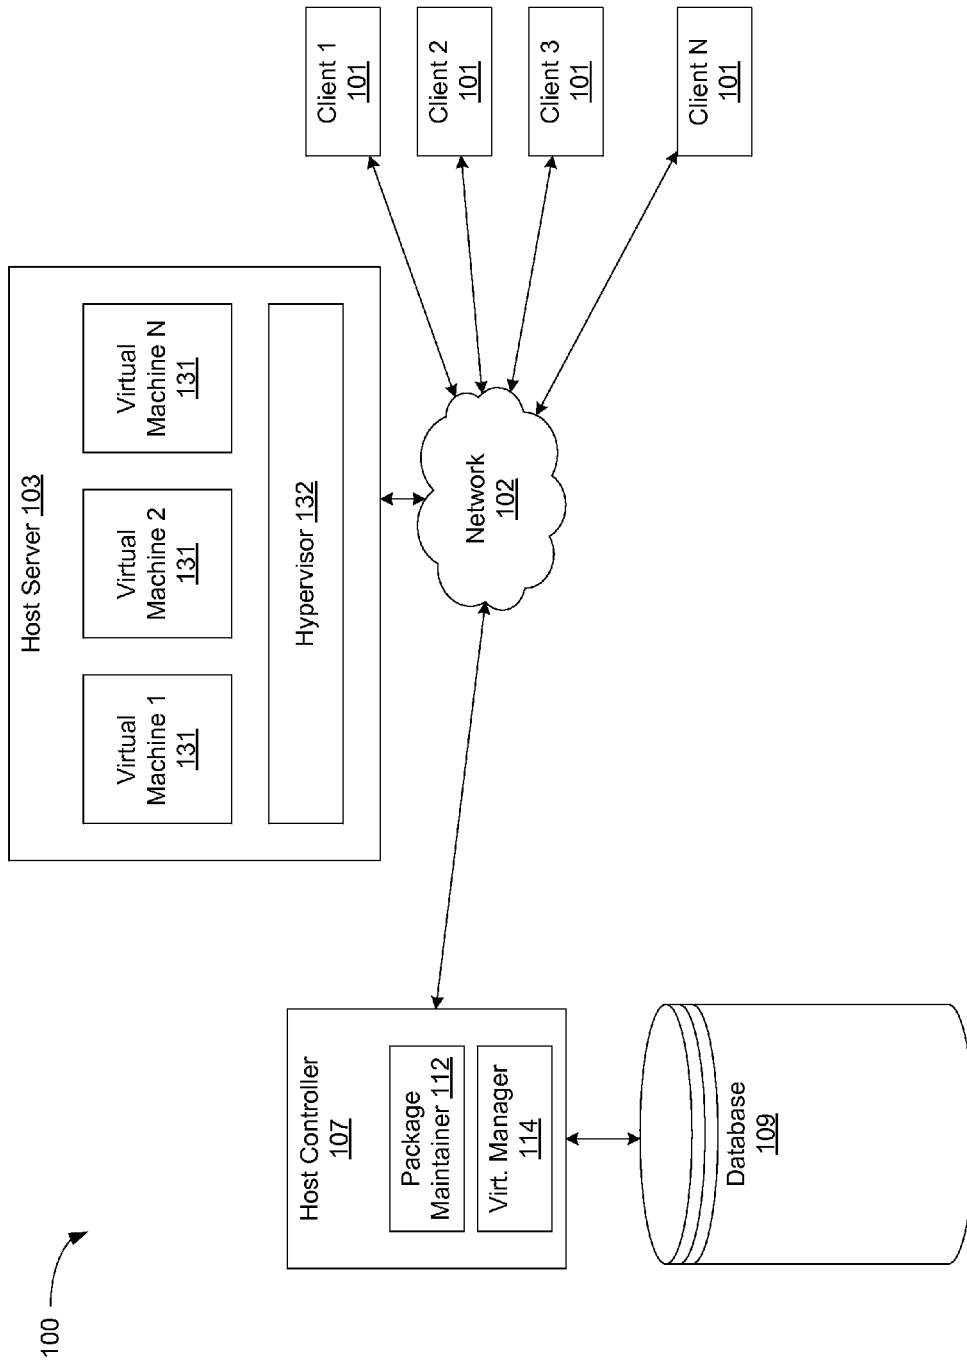 100
Host Server 103
Virtual
Machine 1
131
Virtual
Machine 2
131
Virtual
Machine N
131
Hypervisor 132
Host Controller
107
Package
Maintainer 112
Virt. Manager
114
Database
109
Network
102
Client 1
101
Client 2
101
Client 3
101
Client N
101